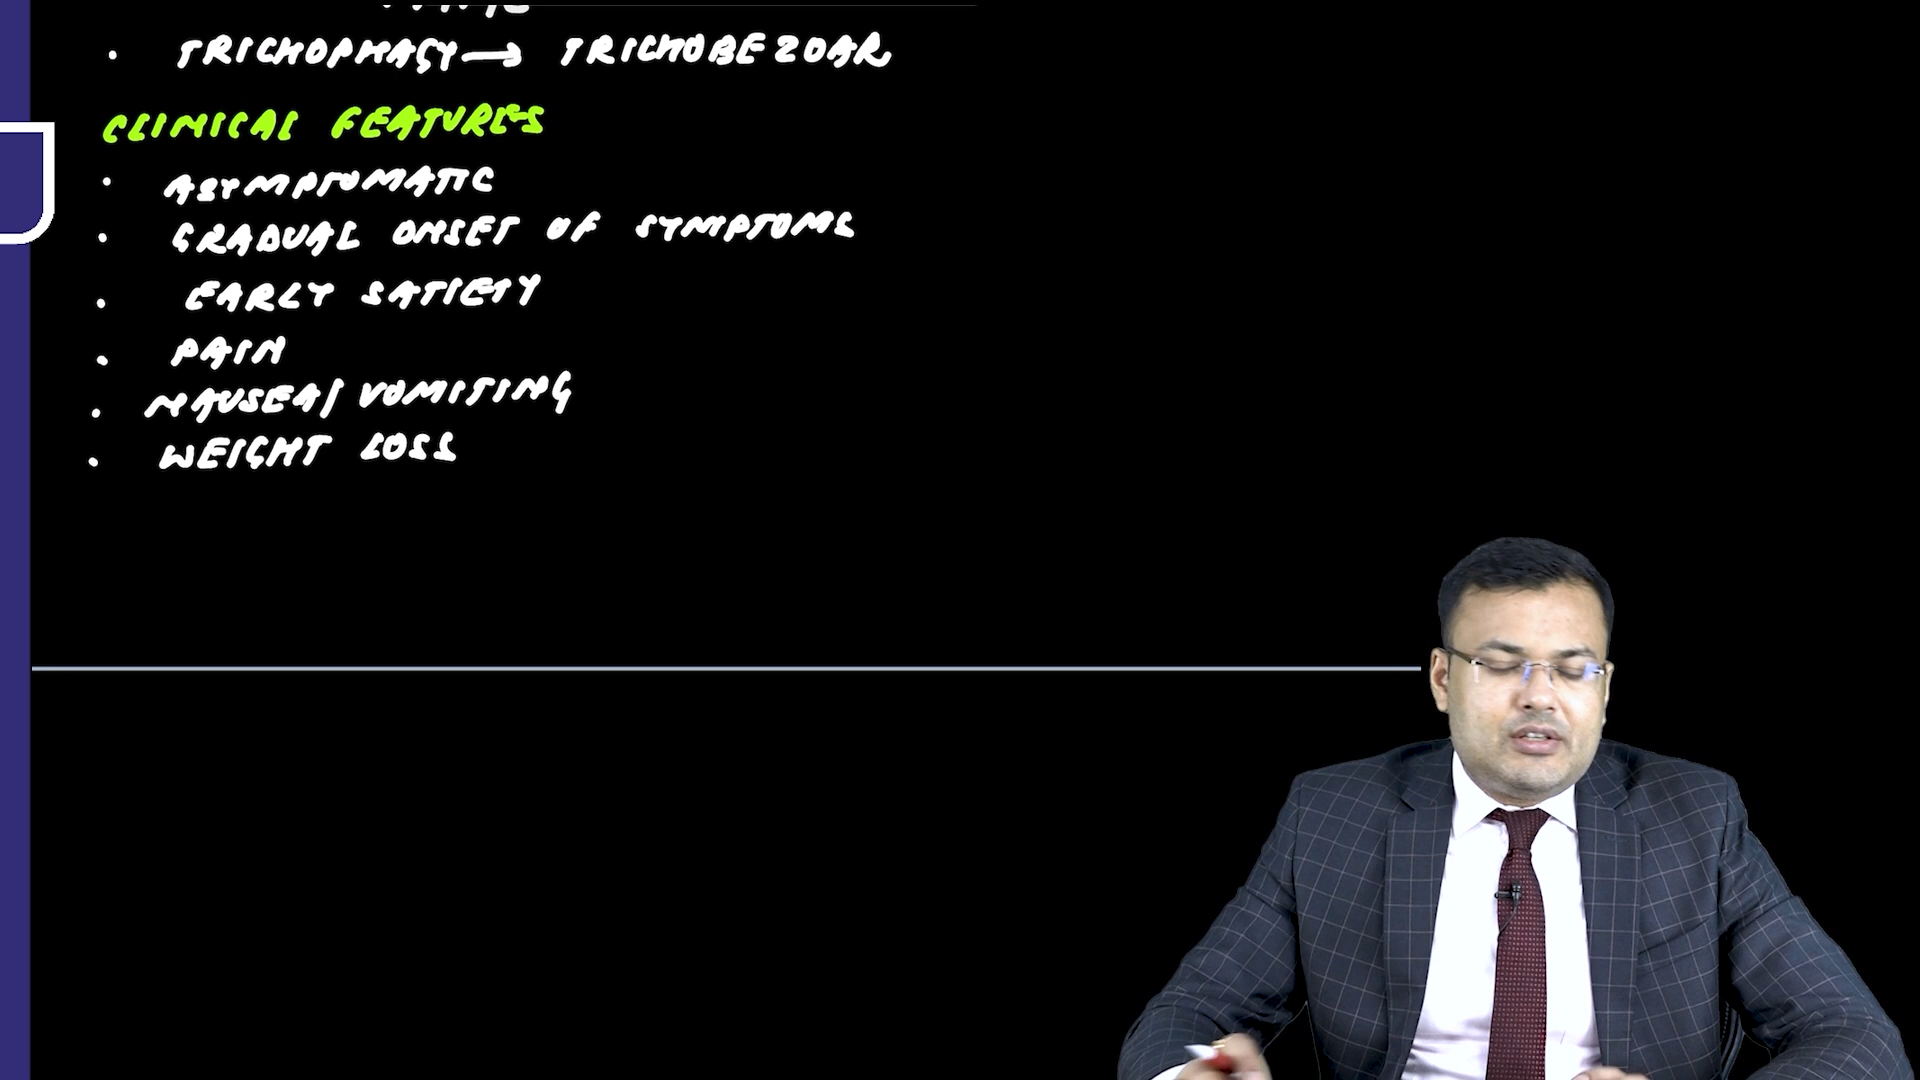 • TRICHOPHAGY → TRICHOBEZOAR
CLINICAL FEATURES
• ASYMPTOMATIC
• GRADUAL ONSET OF SYMPTOMS
• EARLY SATIETY
• PAIN
• NAUSEA/ VOMITING
• WEIGHT LOSS